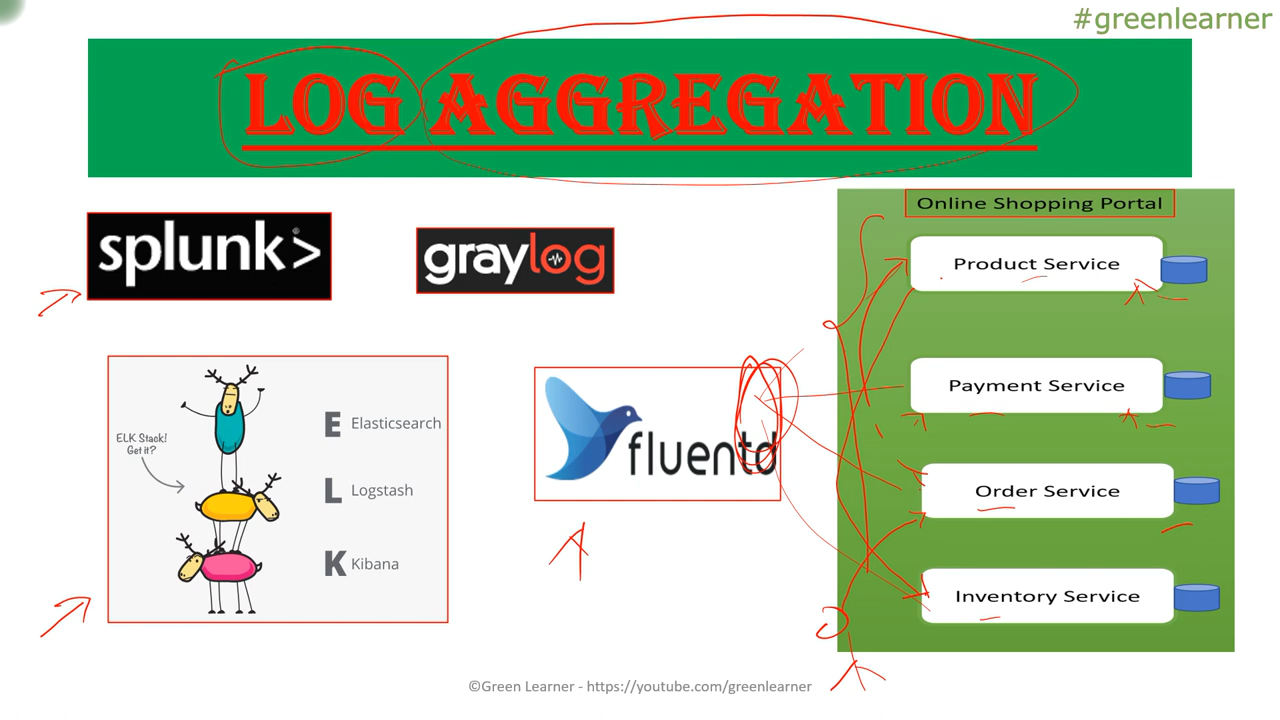 #greenlearner
LOG AGGREGATION
splunk>
graylog
Online Shopping Portal
Product Service
Payment Service
Order Service
Inventory Service
ELK Stack!
Get it?
E Elasticsearch
L Logstash
K Kibana
fluentd
©Green Learner - https://youtube.com/greenlearner